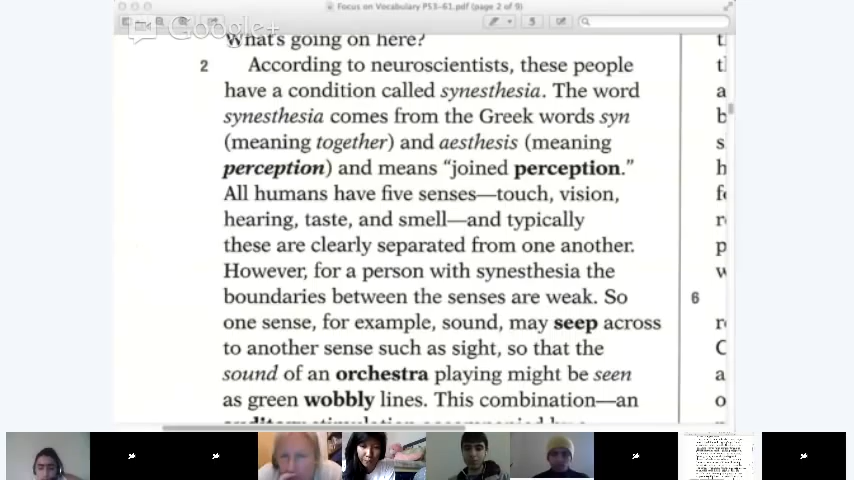 Focus on Vocabulary P53-61.pdf (page 2 of 9)
Google+
What's going on here?
2 According to neuroscientists, these people
have a condition called synesthesia. The word
synesthesia comes from the Greek words syn
(meaning together) and aesthesis (meaning
perception) and means “joined perception.”
All humans have five senses—touch, vision,
hearing, taste, and smell—and typically
these are clearly separated from one another.
However, for a person with synesthesia the
boundaries between the senses are weak. So
one sense, for example, sound, may seep across
to another sense such as sight, so that the
sound of an orchestra playing might be seen
as green wobbly lines. This combination—an
6